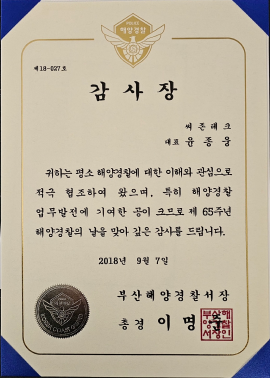 해양경찰
제18-027호
감사장
써준테크
대표 윤종웅
귀하는 평소 해양경찰에 대한 이해와 관심으로
적극 협조하여 왔으며, 특히 해양경찰
업무발전에 기여한 공이 크므로 제 65주년
해양경찰의 날을 맞아 깊은 감사를 드립니다.
2018년 9월 7일
부산해양경찰서장
총경 이명